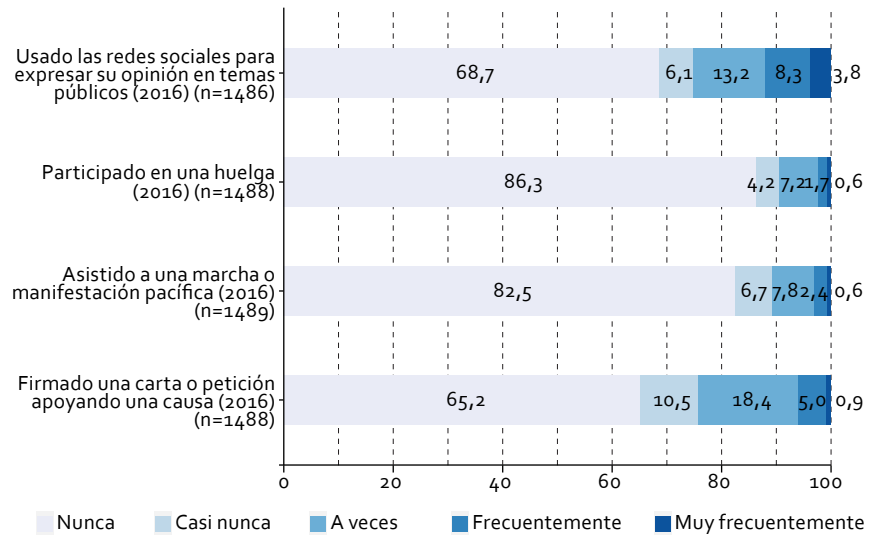 Usado las redes sociales para
expresar su opinión en temas
públicos (2016) (n=1486)
68,7 6,1 13,2 8,3 3,8
Participado en una huelga
(2016) (n=1488)
86,3 4,2 7,2 1,7 0,6
Asistido a una marcha o
manifestación pacífica (2016)
(n=1489)
82,5 6,7 7,8 2,4 0,6
Firmado una carta o petición
apoyando una causa (2016)
(n=1488)
65,2 10,5 18,4 5,0 0,9
0 20 40 60 80 100
Nunca Casi nunca A veces Frecuentemente Muy frecuentemente